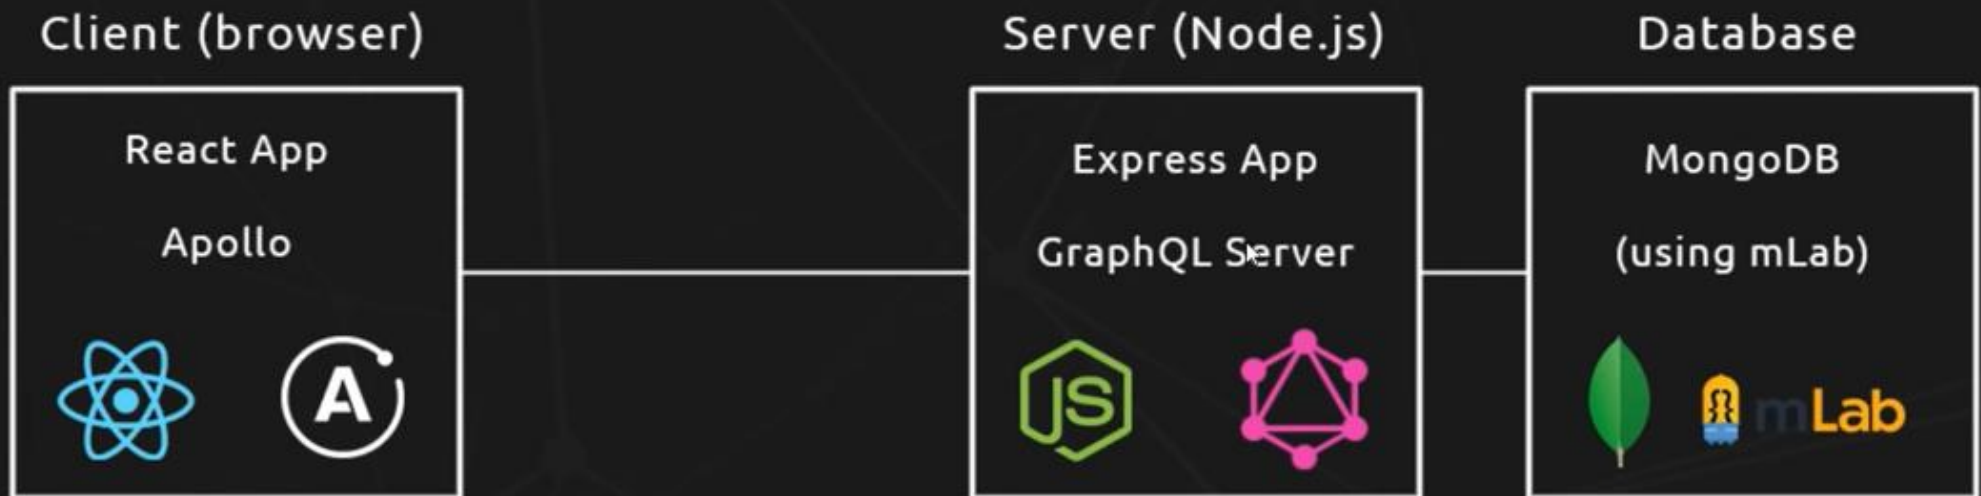 Client (browser)
React App
Apollo
A
Server (Node.js)
Express App
GraphQL Server
JS
Database
MongoDB
(using mLab)
mLab